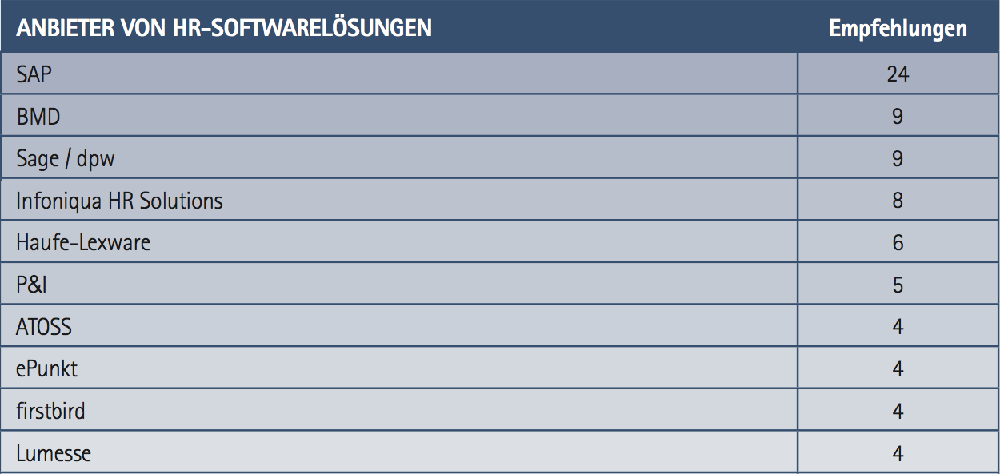 ANBIETER VON HR-SOFTWARELÖSUNGEN Empfehlungen
SAP 24
BMD 9
Sage / dpw 9
Infoniqua HR Solutions 8
Haufe-Lexware 6
P&I 5
ATOSS 4
ePunkt 4
firstbird 4
Lumesse 4